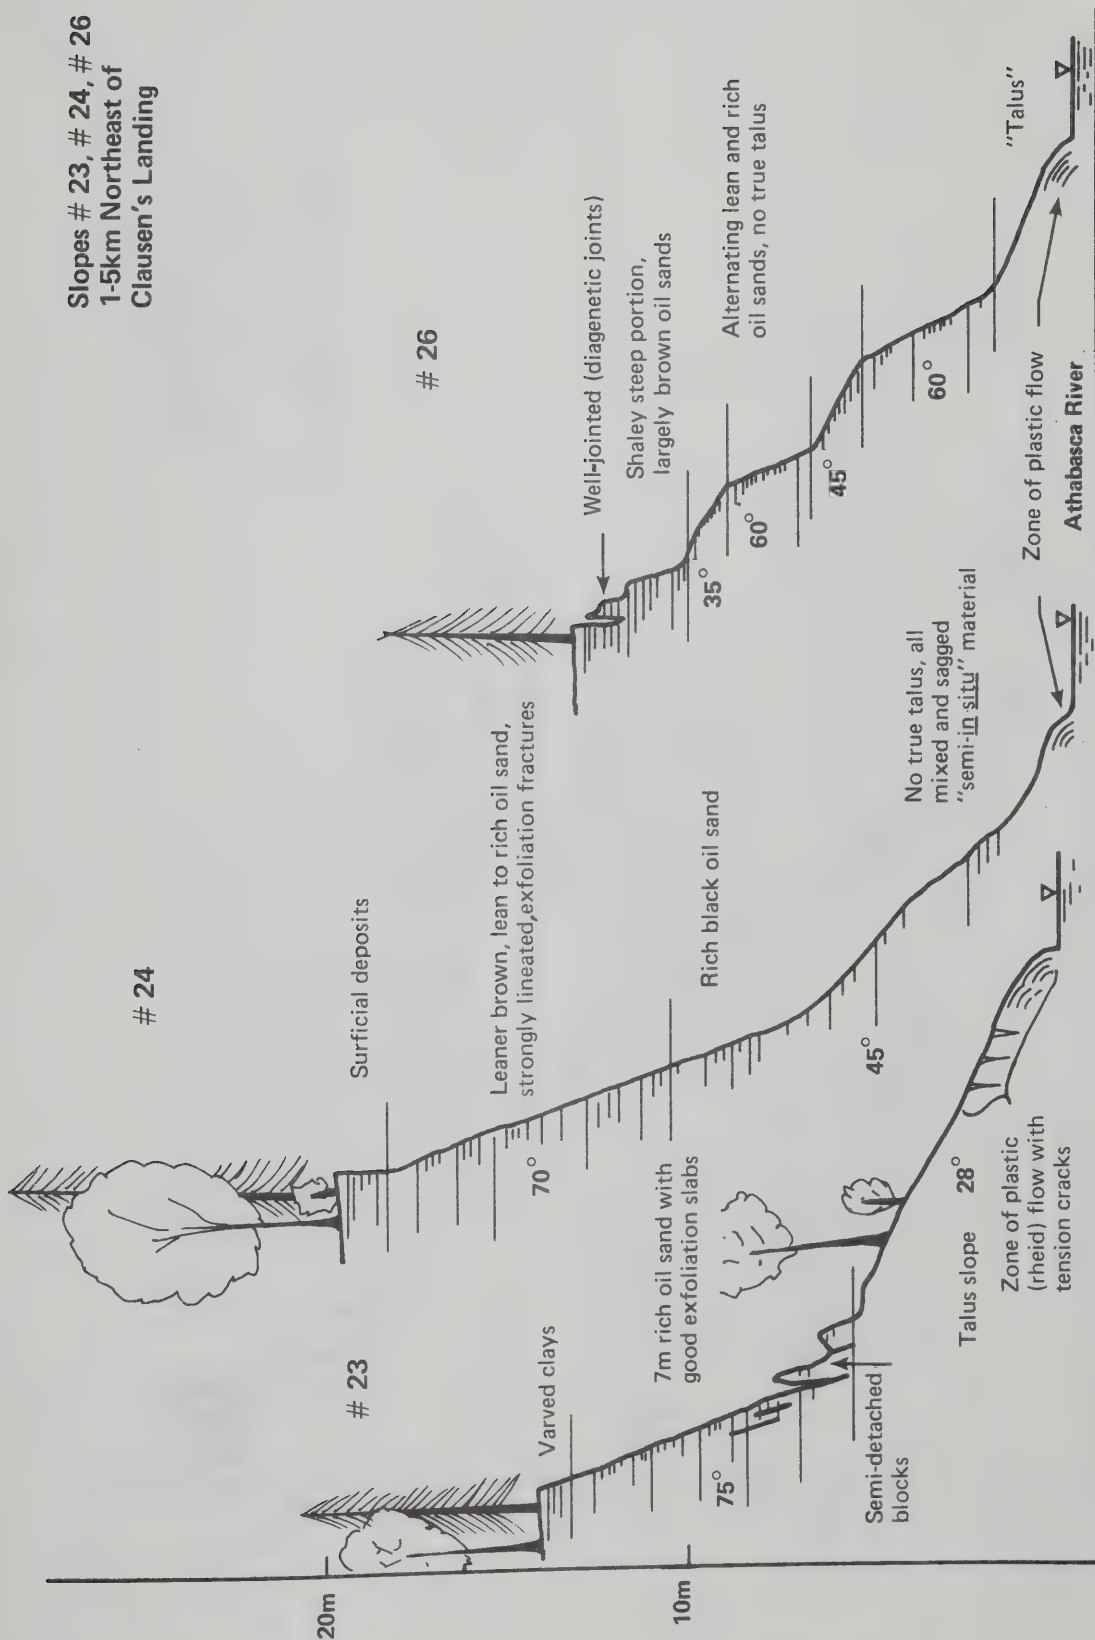 Slopes # 23, # 24, # 26
1-5km Northeast of
Clausen's Landing
# 23
Varved clays
7m rich oil sand with
good exfoliation slabs
75°
Semi-detached
blocks
Talus slope
28°
Zone of plastic
(rheid) flow with
tension cracks
20m
10m
# 24
Surficial deposits
Leaner brown, lean to rich oil sand,
strongly lineated,exfoliation fractures
70°
Rich black oil sand
45°
No true talus, all
mixed and sagged
"semi-in situ" material
# 26
Well-jointed (diagenetic joints)
Shaley steep portion,
largely brown oil sands
35°
60°
Alternating lean and rich
oil sands, no true talus
45°
60°
"Talus"
Zone of plastic flow
Athabasca River